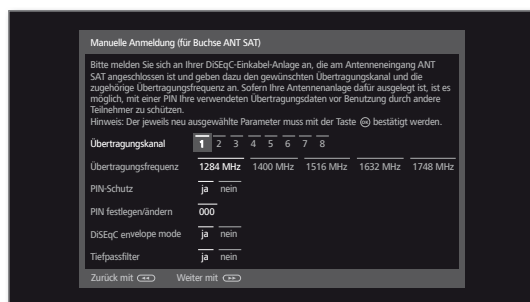 Manuelle Anmeldung (für Buchse ANT SAT)
Bitte melden Sie sich an Ihrer DiSEqC-Einkabel-Anlage an, die am Antenneneingang ANT
SAT angeschlossen ist und geben dazu den gewünschten Übertragungskanal und die
zugehörige Übertragungsfrequenz an. Sofern Ihre Antennenanlage dafür ausgelegt ist, ist es
möglich, mit einer PIN Ihre verwendeten Übertragungsdaten vor Benutzung durch andere
Teilnehmer zu schützen.
Hinweis: Der jeweils neu ausgewählte Parameter muss mit der Taste OK bestätigt werden.
Übertragungskanal 1 2 3 4 5 6 7 8
Übertragungsfrequenz 1284 MHz 1400 MHz 1516 MHz 1632 MHz 1748 MHz
PIN-Schutz ja nein
PIN festlegen/ändern 000
DiSEqC envelope mode ja nein
Tiefpassfilter ja nein
Zurück mit Weiter mit